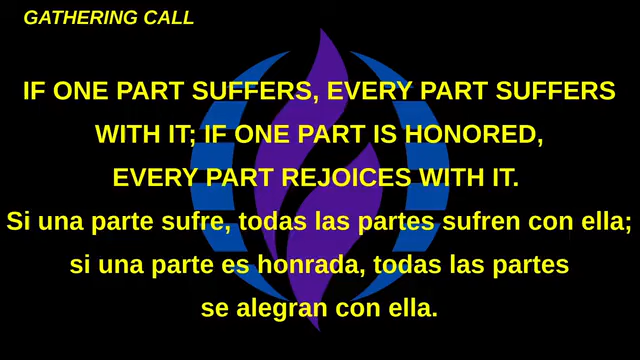 GATHERING CALL
IF ONE PART SUFFERS, EVERY PART SUFFERS
WITH IT; IF ONE PART IS HONORED,
EVERY PART REJOICES WITH IT.
Si una parte sufre, todas las partes sufren con ella;
si una parte es honrada, todas las partes
se alegran con ella.